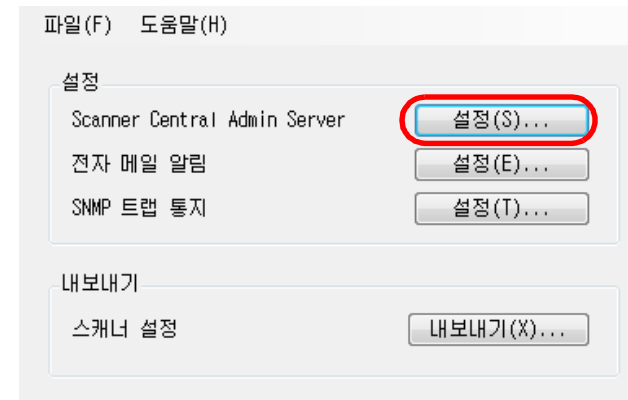 파일(F) 도움말(H)
설정
Scanner Central Admin Server 설정(S)...
전자 메일 알림 설정(E)...
SNMP 트랩 통지 설정(T)...
내보내기
스캐너 설정 내보내기(X)...